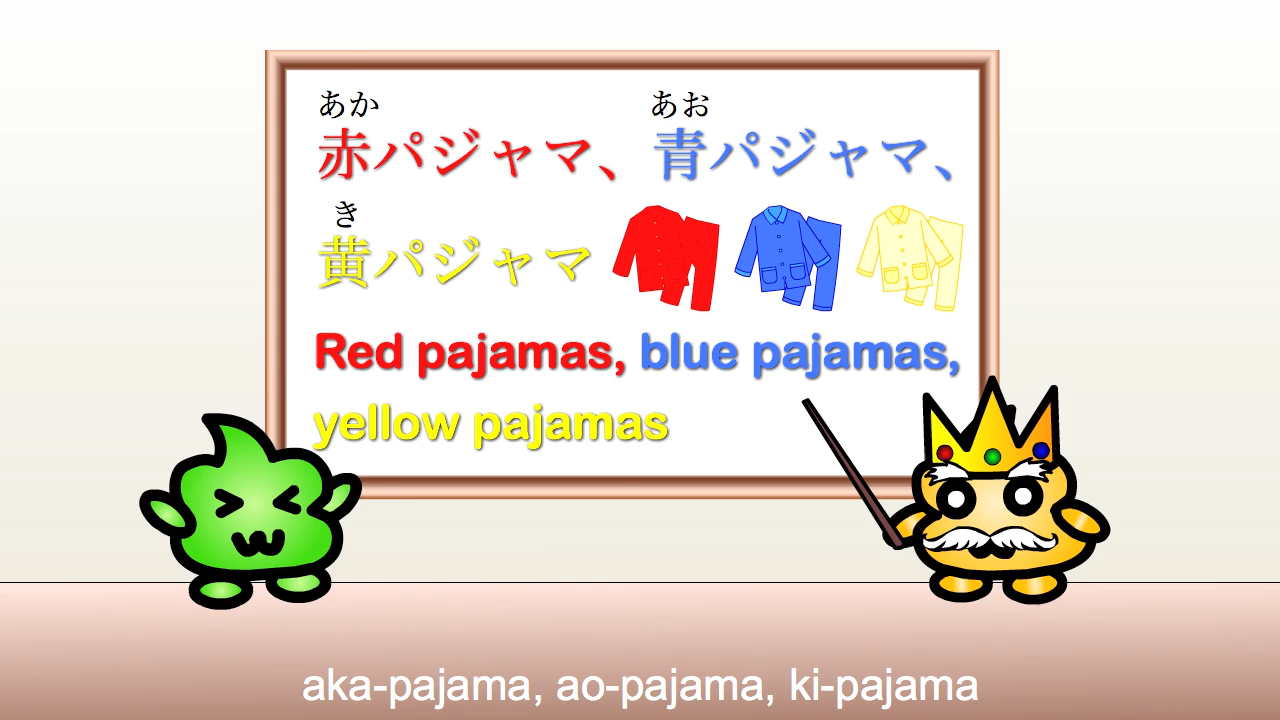 あか あお
赤パジャマ、青パジャマ、
き
黄パジャマ
Red pajamas, blue pajamas,
yellow pajamas
aka-pajama, ao-pajama, ki-pajama